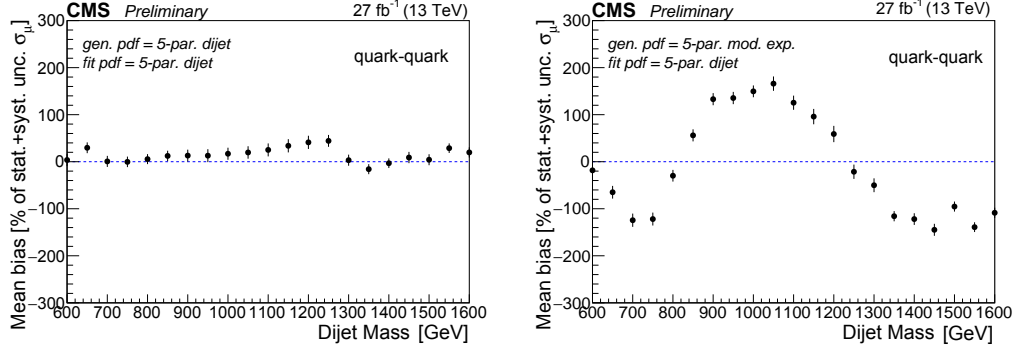 CMS Preliminary 27 fb⁻¹ (13 TeV)
gen. pdf = 5-par. dijet
fit pdf = 5-par. dijet
quark-quark
Mean bias [% of stat.+syst. unc. σμ]
300
200
100
0
−100
−200
−300
600 700 800 900 1000 1100 1200 1300 1400 1500 1600
Dijet Mass [GeV]
CMS Preliminary 27 fb⁻¹ (13 TeV)
gen. pdf = 5-par. mod. exp.
fit pdf = 5-par. dijet
quark-quark
Mean bias [% of stat.+syst. unc. σμ]
300
200
100
0
−100
−200
−300
600 700 800 900 1000 1100 1200 1300 1400 1500 1600
Dijet Mass [GeV]